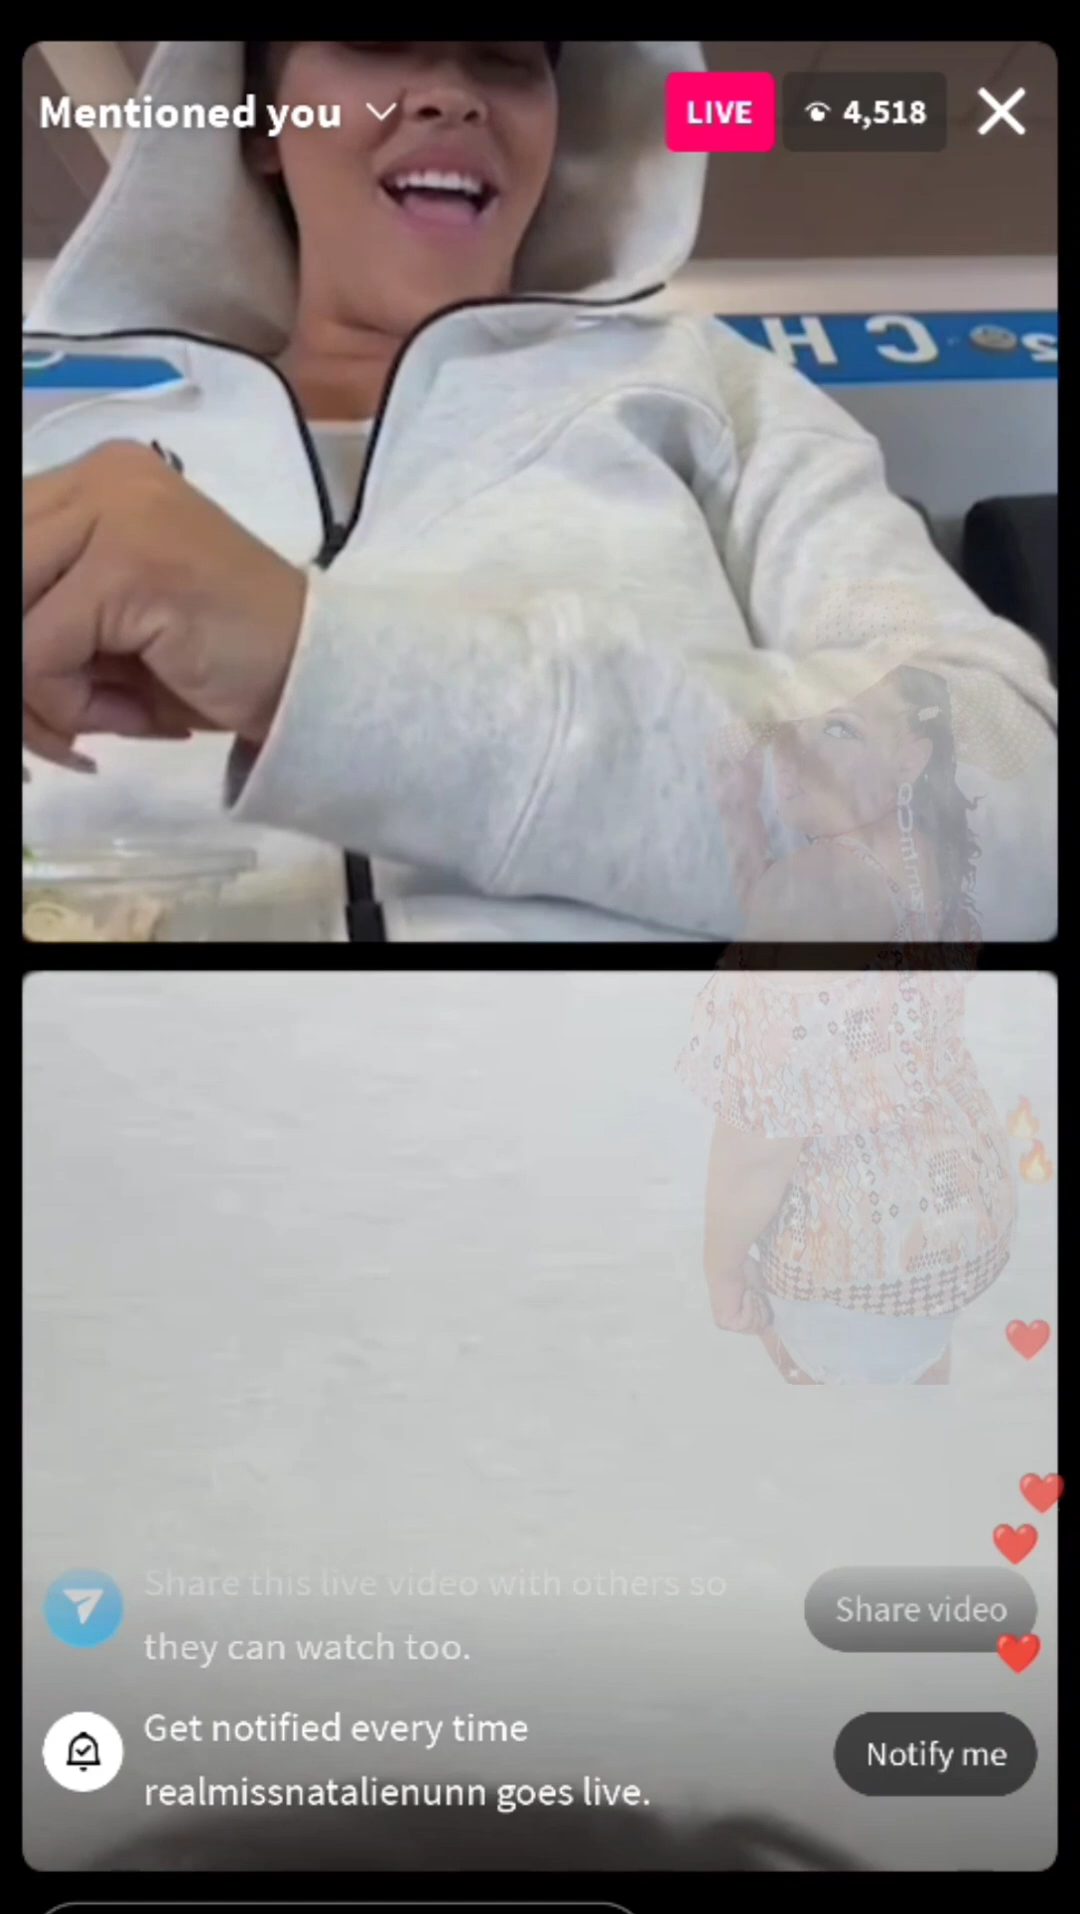 Mentioned you
LIVE
4,518
Share this live video with others so
they can watch too.
Share video
Get notified every time
realmissnatalienunn goes live.
Notify me